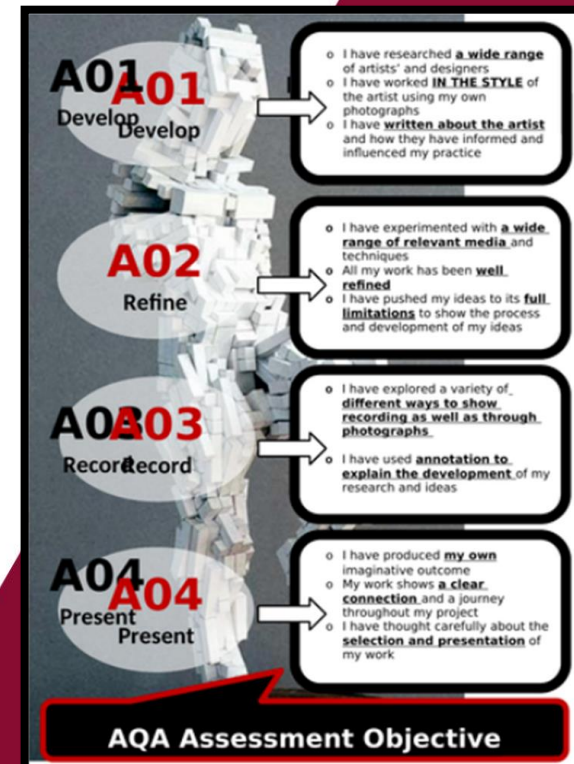 A01
A01
Develop
Develop
o I have researched a wide range
of artists' and designers
o I have worked IN THE STYLE of
the artist using my own
photographs
o I have written about the artist
and how they have informed and
influenced my practice
A02
Refine
o I have experimented with a wide
range of relevant media and
techniques
o All my work has been well
refined
o I have pushed my ideas to its full
limitations to show the process
and development of my ideas
A03
A03
Record
Record
o I have explored a variety of
different ways to show
recording as well as through
photographs
o I have used annotation to
explain the development of my
research and ideas
A04
A04
Present
Present
o I have produced my own
imaginative outcome
o My work shows a clear
connection and a journey
throughout my project
o I have thought carefully about the
selection and presentation of
my work
AQA Assessment Objective